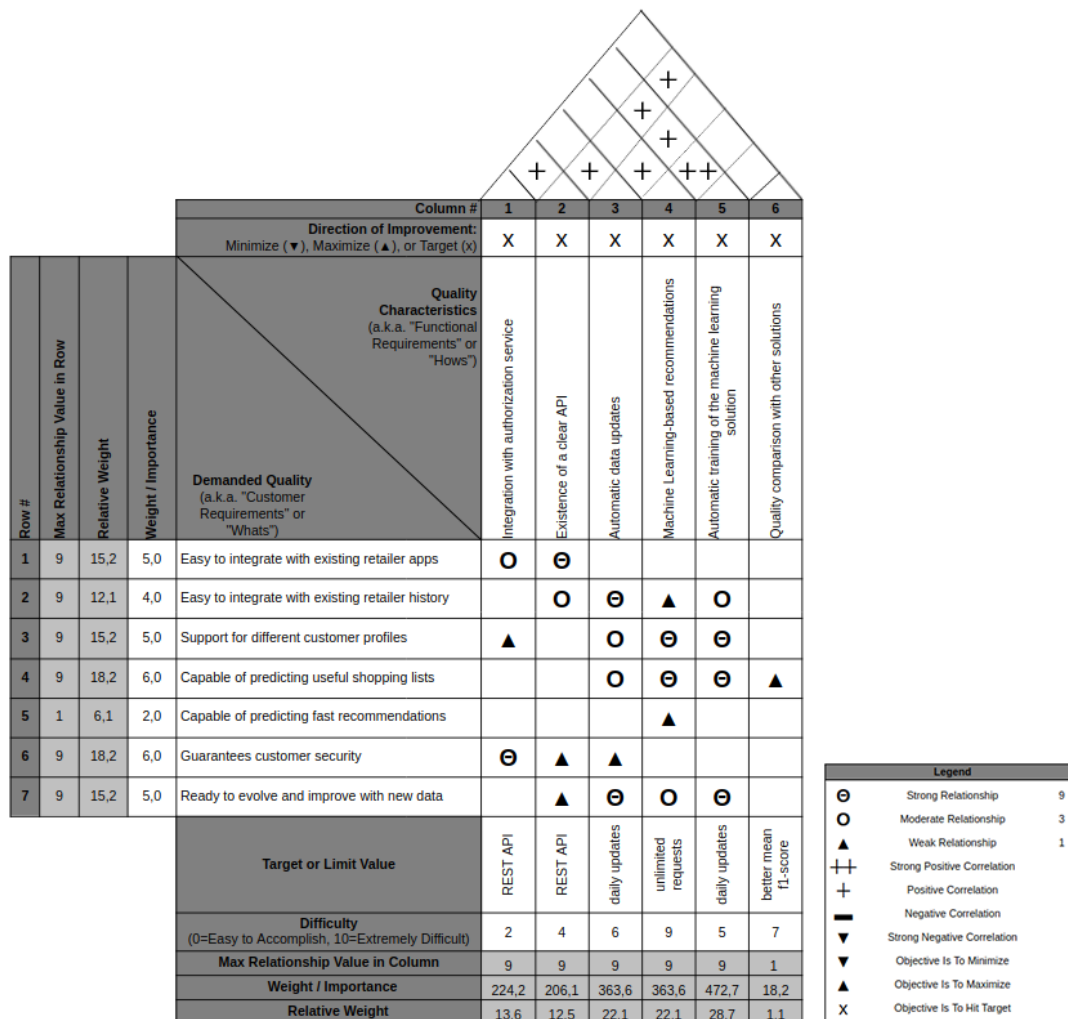 +
+
+
+ + + ++
Column # 1 2 3 4 5 6
Direction of Improvement:
Minimize (▼), Maximize (▲), or Target (x)
X X X X X X
Row #
Max Relationship Value in Row
Relative Weight
Weight / Importance
Quality
Characteristics
(a.k.a. "Functional
Requirements" or
"Hows")
Demanded Quality
(a.k.a. "Customer
Requirements" or
"Whats")
Integration with authorization service
Existence of a clear API
Automatic data updates
Machine Learning-based recommendations
Automatic training of the machine learning
solution
Quality comparison with other solutions
1 9 15,2 5,0 Easy to integrate with existing retailer apps O Θ
2 9 12,1 4,0 Easy to integrate with existing retailer history O Θ ▲ O
3 9 15,2 5,0 Support for different customer profiles ▲ O Θ Θ
4 9 18,2 6,0 Capable of predicting useful shopping lists O Θ Θ ▲
5 1 6,1 2,0 Capable of predicting fast recommendations ▲
6 9 18,2 6,0 Guarantees customer security Θ ▲ ▲
7 9 15,2 5,0 Ready to evolve and improve with new data ▲ Θ O Θ
Target or Limit Value
REST API
REST API
daily updates
unlimited
requests
daily updates
better mean
f1-score
Difficulty
(0=Easy to Accomplish, 10=Extremely Difficult)
2 4 6 9 5 7
Max Relationship Value in Column 9 9 9 9 9 1
Weight / Importance 224,2 206,1 363,6 363,6 472,7 18,2
Relative Weight 13,6 12,5 22,1 22,1 28,7 1,1
Legend
Θ Strong Relationship 9
O Moderate Relationship 3
▲ Weak Relationship 1
++ Strong Positive Correlation
+ Positive Correlation
▬ Negative Correlation
▼ Strong Negative Correlation
▼ Objective Is To Minimize
▲ Objective Is To Maximize
X Objective Is To Hit Target